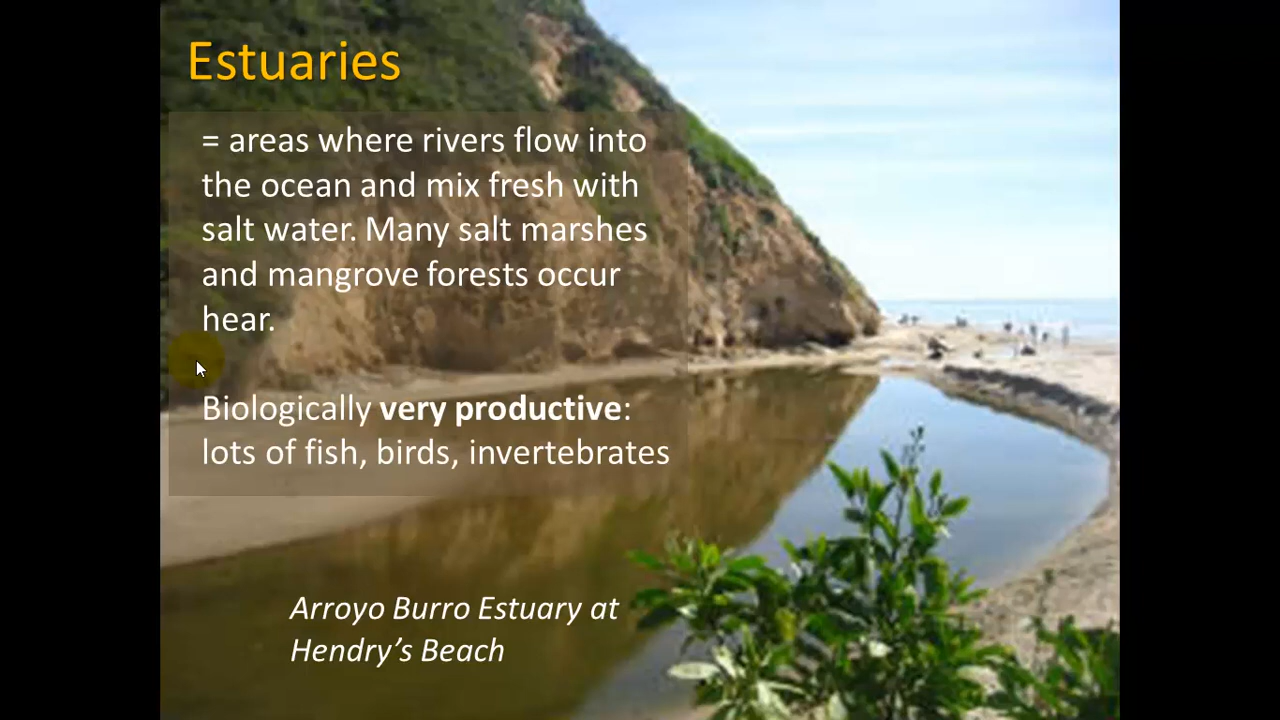 Estuaries
= areas where rivers flow into
the ocean and mix fresh with
salt water. Many salt marshes
and mangrove forests occur
hear.
Biologically very productive:
lots of fish, birds, invertebrates
Arroyo Burro Estuary at
Hendry’s Beach